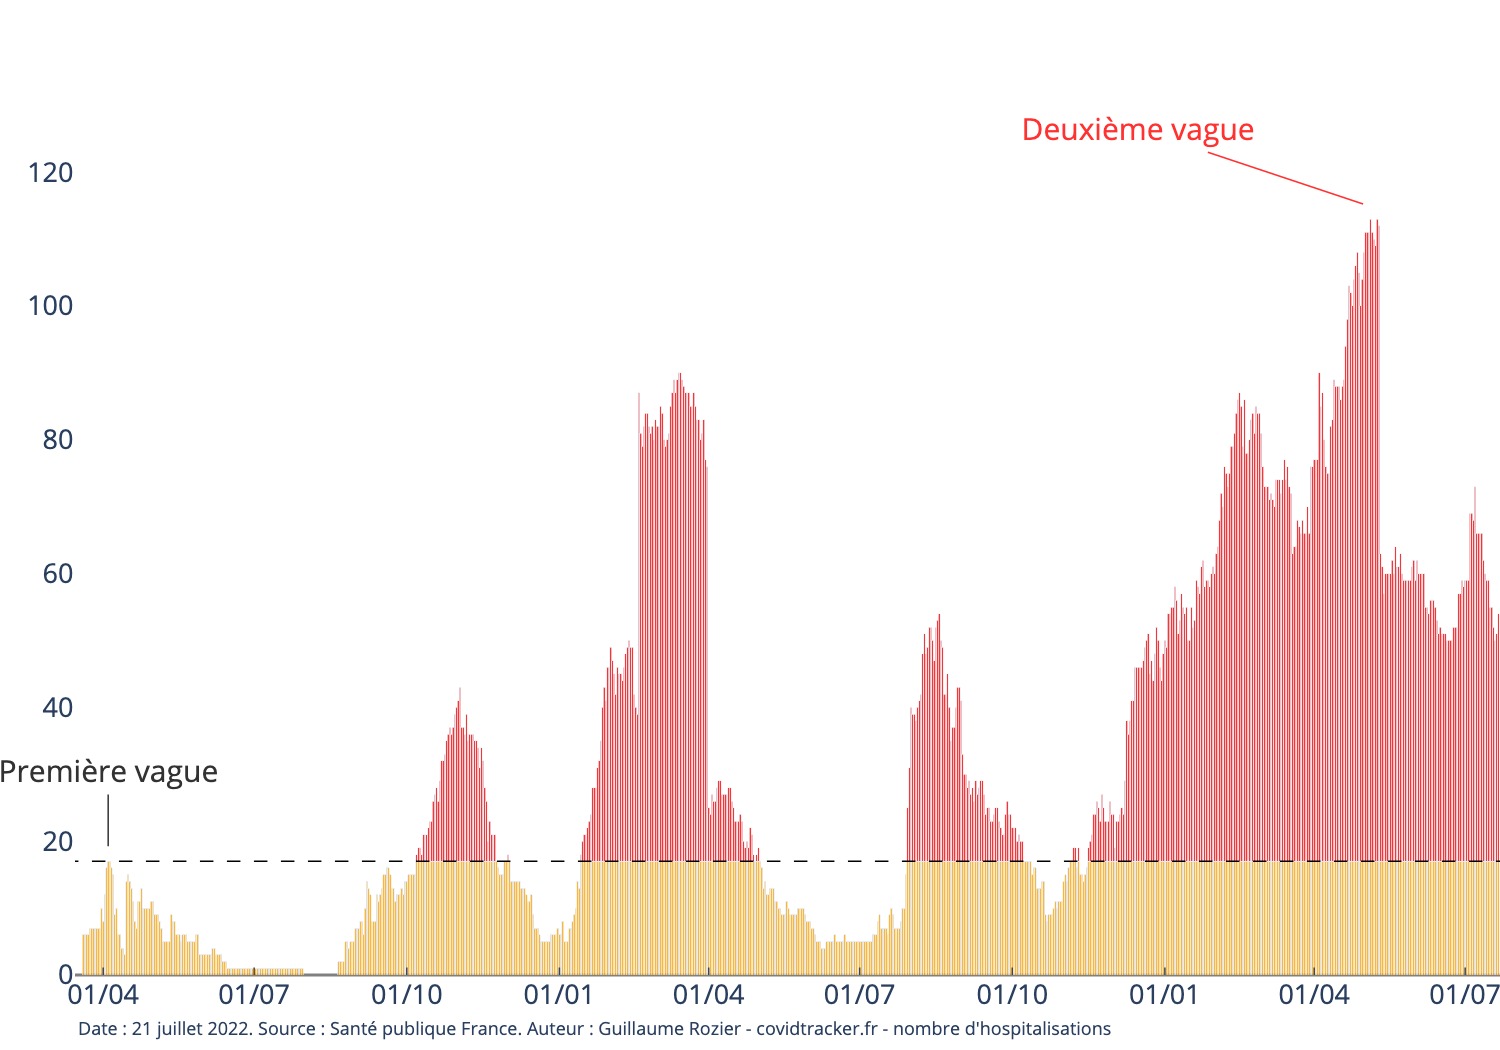 Deuxième vague
120
100
80
60
40
Première vague
20
0
01/04 01/07 01/10 01/01 01/04 01/07 01/10 01/01 01/04 01/07
Date : 21 juillet 2022. Source : Santé publique France. Auteur : Guillaume Rozier - covidtracker.fr - nombre d'hospitalisations